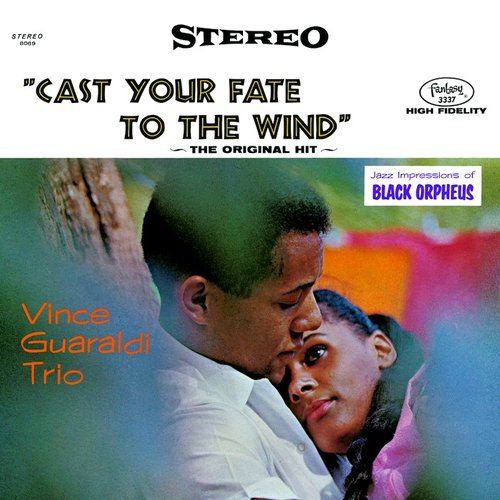 STEREO
8089
STEREO
"CAST YOUR FATE
TO THE WIND"
~THE ORIGINAL HIT~
Fantasy
3337
HIGH FIDELITY
Jazz Impressions of
BLACK ORPHEUS
Vince
Guaraldi
Trio